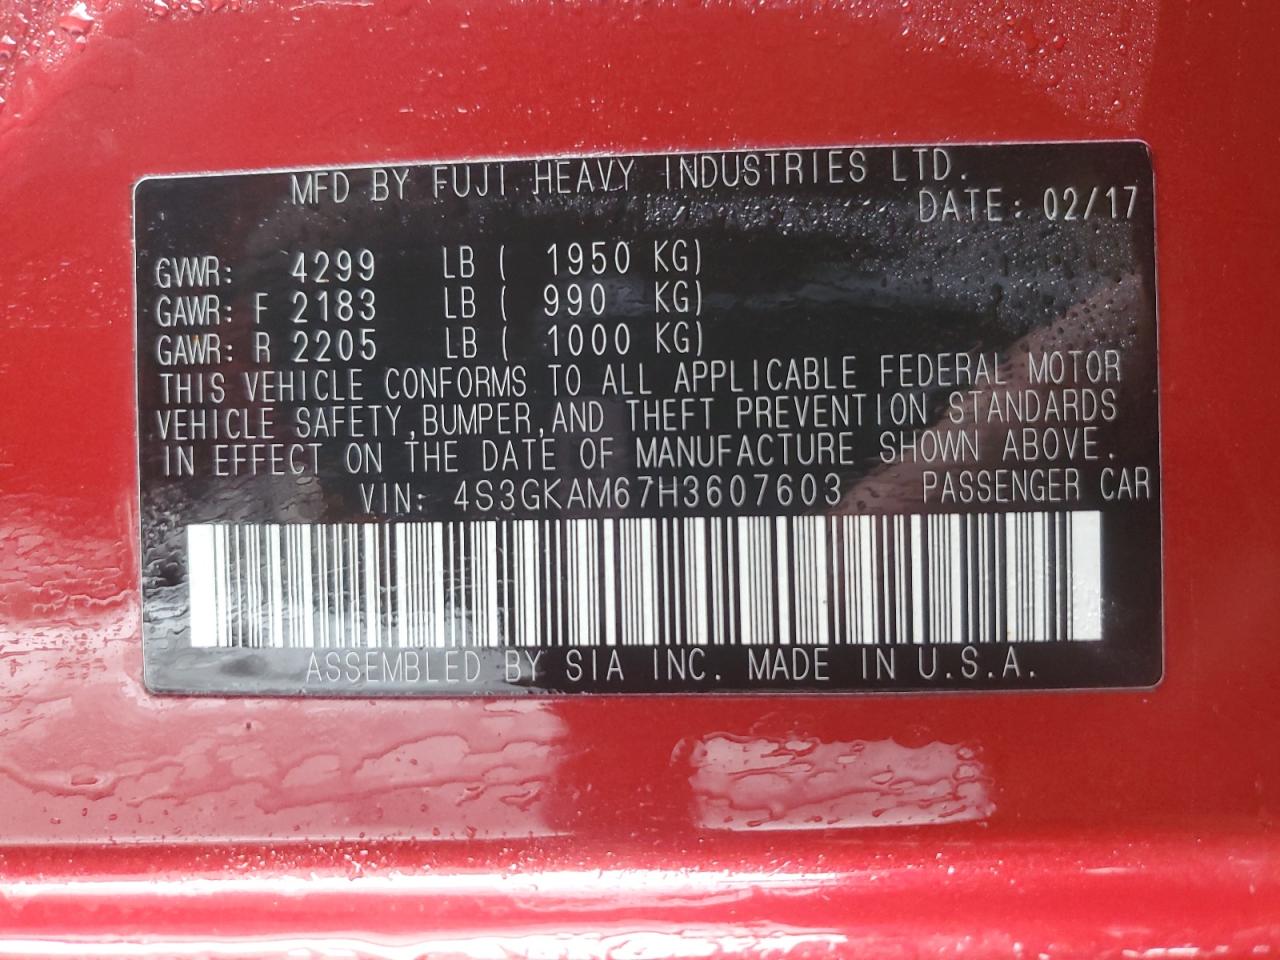 MFD BY FUJI HEAVY INDUSTRIES LTD.
DATE: 02/17
GVWR: 4299 LB ( 1950 KG)
GAWR: F 2183 LB ( 990 KG)
GAWR: R 2205 LB ( 1000 KG)
THIS VEHICLE CONFORMS TO ALL APPLICABLE FEDERAL MOTOR
VEHICLE SAFETY,BUMPER,AND THEFT PREVENTION STANDARDS
IN EFFECT ON THE DATE OF MANUFACTURE SHOWN ABOVE.
VIN: 4S3GKAM67H3607603 PASSENGER CAR
ASSEMBLED BY SIA INC. MADE IN U.S.A.